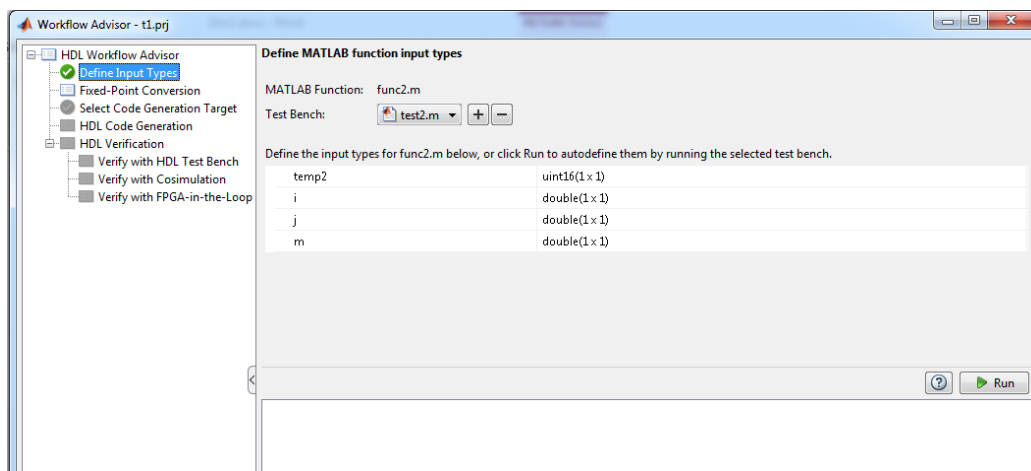 Workflow Advisor - t1.prj
HDL Workflow Advisor
Define Input Types
Fixed-Point Conversion
Select Code Generation Target
HDL Code Generation
HDL Verification
Verify with HDL Test Bench
Verify with Cosimulation
Verify with FPGA-in-the-Loop
Define MATLAB function input types
MATLAB Function: func2.m
Test Bench: test2.m
Define the input types for func2.m below, or click Run to autodefine them by running the selected test bench.
temp2 uint16(1 x 1)
i double(1 x 1)
j double(1 x 1)
m double(1 x 1)
? Run